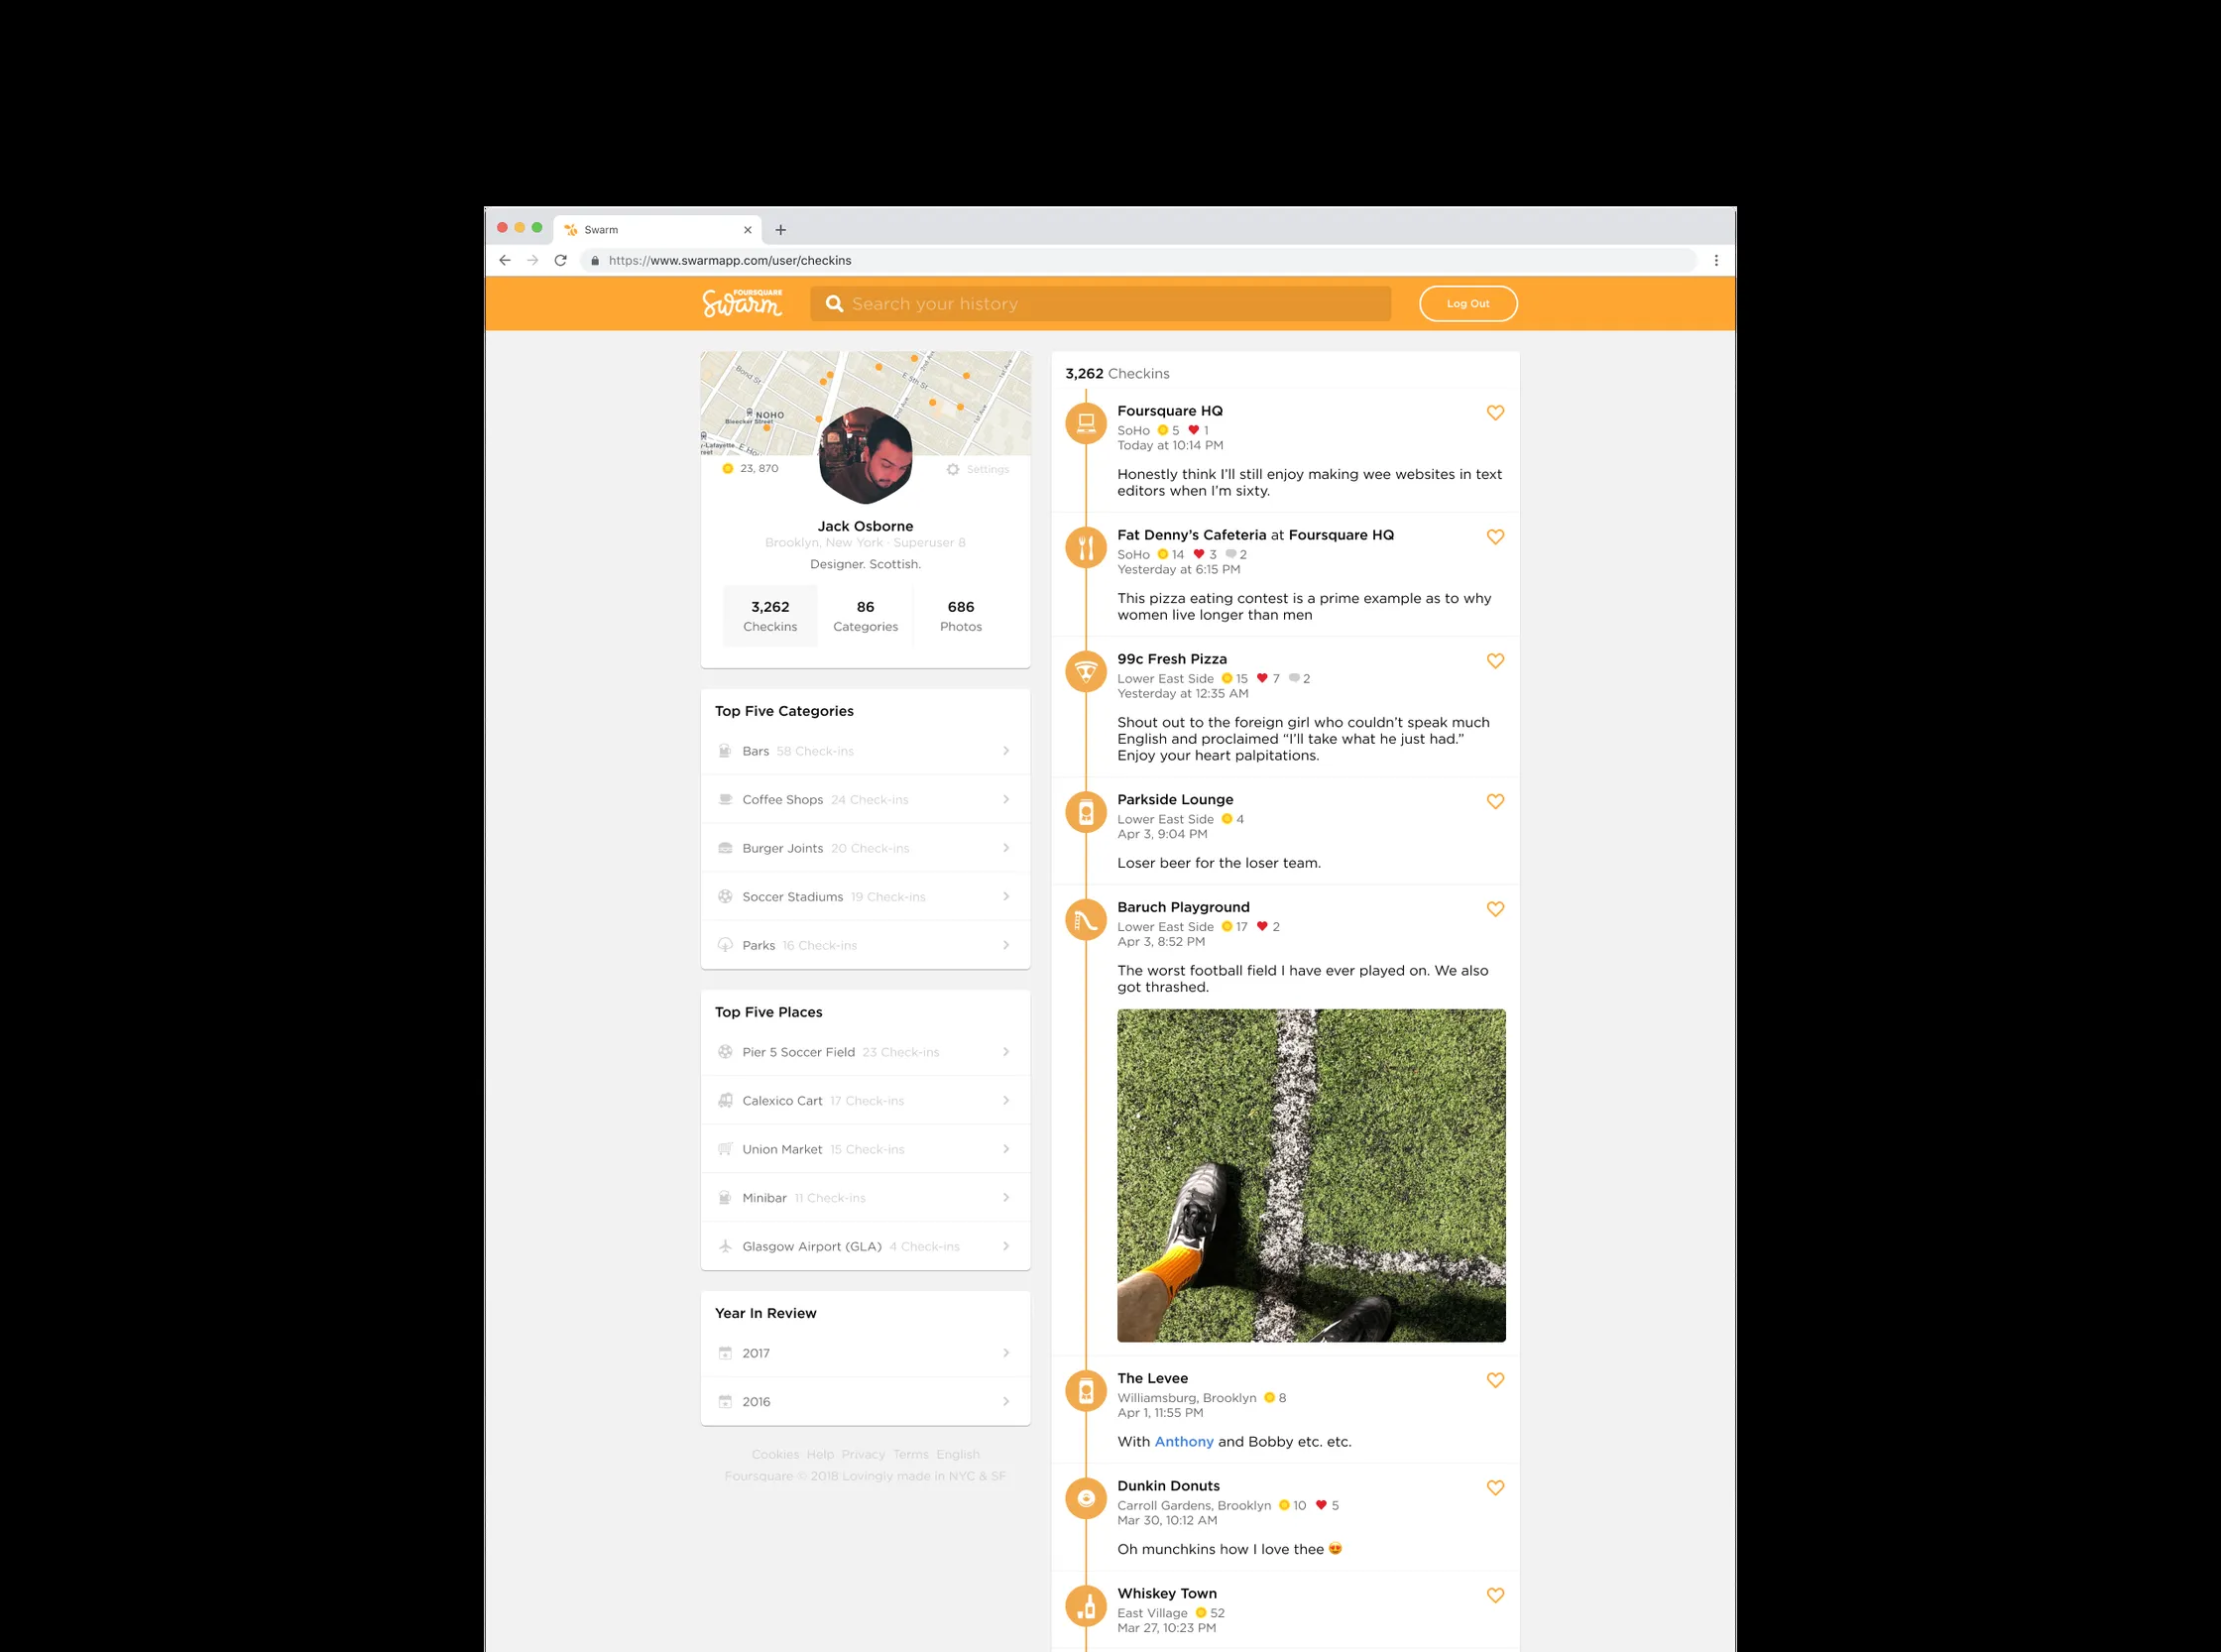 Swarm
https://www.swarmapp.com/user/checkins
FOURSQUARE
Swarm
Search your history
Log Out
Bond St
E 5th St
2nd Ave
1st Ave
NOHO
Bleecker Street
2nd Ave
1st Ave
23, 870
Settings
Jack Osborne
Brooklyn, New York · Superuser 8
Designer. Scottish.
3,262
Checkins
86
Categories
686
Photos
Top Five Categories
Bars 58 Check-ins
Coffee Shops 24 Check-ins
Burger Joints 20 Check-ins
Soccer Stadiums 19 Check-ins
Parks 16 Check-ins
Top Five Places
Pier 5 Soccer Field 23 Check-ins
Calexico Cart 17 Check-ins
Union Market 15 Check-ins
Minibar 11 Check-ins
Glasgow Airport (GLA) 4 Check-ins
Year In Review
2017
2016
Cookies Help Privacy Terms English
Foursquare © 2018 Lovingly made in NYC & SF
3,262 Checkins
Foursquare HQ
SoHo 5 1
Today at 10:14 PM
Honestly think I’ll still enjoy making wee websites in text
editors when I’m sixty.
Fat Denny’s Cafeteria at Foursquare HQ
SoHo 14 3 2
Yesterday at 6:15 PM
This pizza eating contest is a prime example as to why
women live longer than men
99c Fresh Pizza
Lower East Side 15 7 2
Yesterday at 12:35 AM
Shout out to the foreign girl who couldn’t speak much
English and proclaimed “I’ll take what he just had.”
Enjoy your heart palpitations.
Parkside Lounge
Lower East Side 4
Apr 3, 9:04 PM
Loser beer for the loser team.
Baruch Playground
Lower East Side 17 2
Apr 3, 8:52 PM
The worst football field I have ever played on. We also
got thrashed.
The Levee
Williamsburg, Brooklyn 8
Apr 1, 11:55 PM
With Anthony and Bobby etc. etc.
Dunkin Donuts
Carroll Gardens, Brooklyn 10 5
Mar 30, 10:12 AM
Oh munchkins how I love thee 😍
Whiskey Town
East Village 52
Mar 27, 10:23 PM